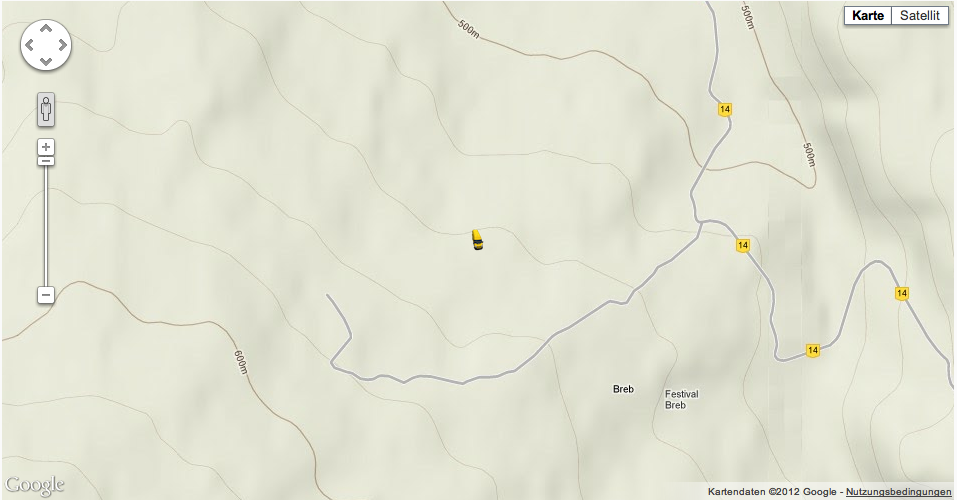 Karte
Satellit
500m
500m
14
500m
14
14
14
600m
Breb
Festival
Breb
Google
Kartendaten ©2012 Google - Nutzungsbedingungen